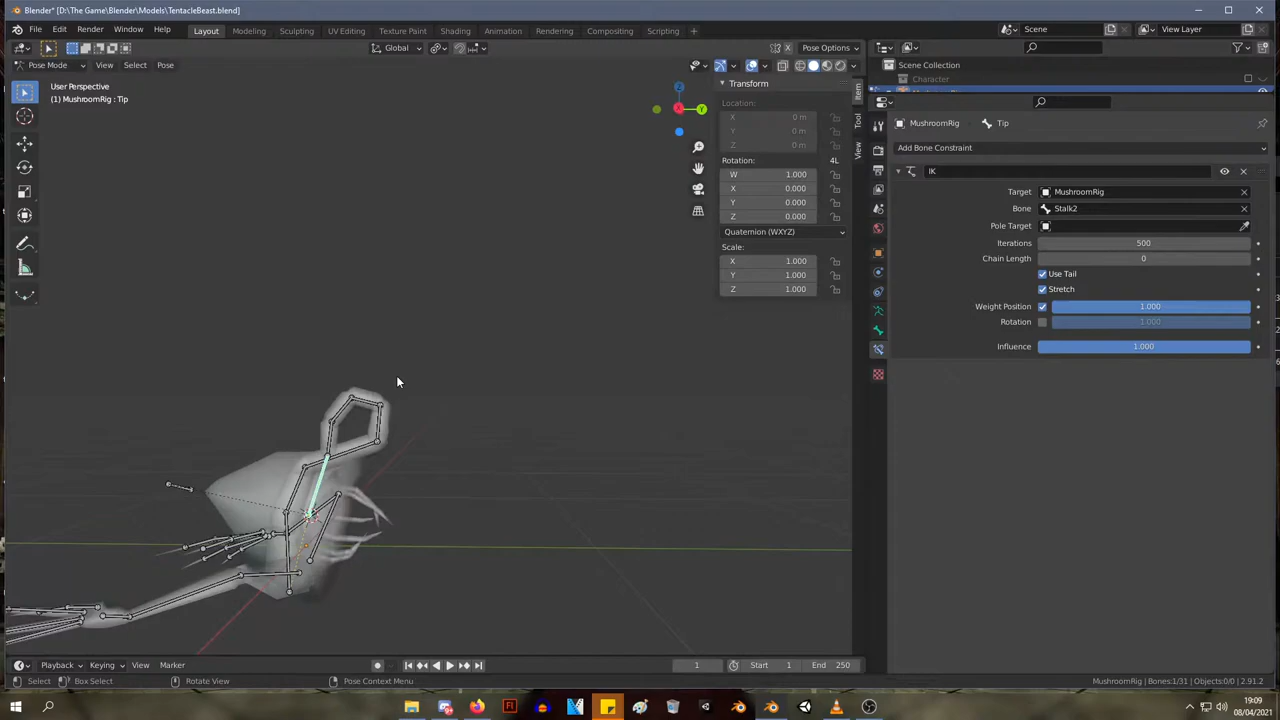 Blender* [D:\The Game\Blender\Models\TentacleBeast.blend]
File Edit Render Window Help Layout Modeling Sculpting UV Editing Texture Paint Shading Animation Rendering Compositing Scripting + Scene View Layer
Global Pose Options
Pose Mode View Select Pose
Scene Collection
Character
User Perspective
(1) MushroomRig : Tip
Transform
Location:
X 0 m
Y 0 m
Z 0 m
Rotation: 4L
W 1.000
X 0.000
Y 0.000
Z 0.000
Quaternion (WXYZ)
Scale:
X 1.000
Y 1.000
Z 1.000
Item
Tool
View
X
Y
Z
MushroomRig Tip
Add Bone Constraint
IK
Target MushroomRig
Bone Stalk2
Pole Target
Iterations 500
Chain Length 0
Use Tail
Stretch
Weight Position 1.000
Rotation 1.000
Influence 1.000
Playback Keying View Marker 1 Start 1 End 250
Select Box Select Rotate View Pose Context Menu MushroomRig | Bones:1/31 | Objects:0/0 | 2.91.2
Fl
19:09
08/04/2021